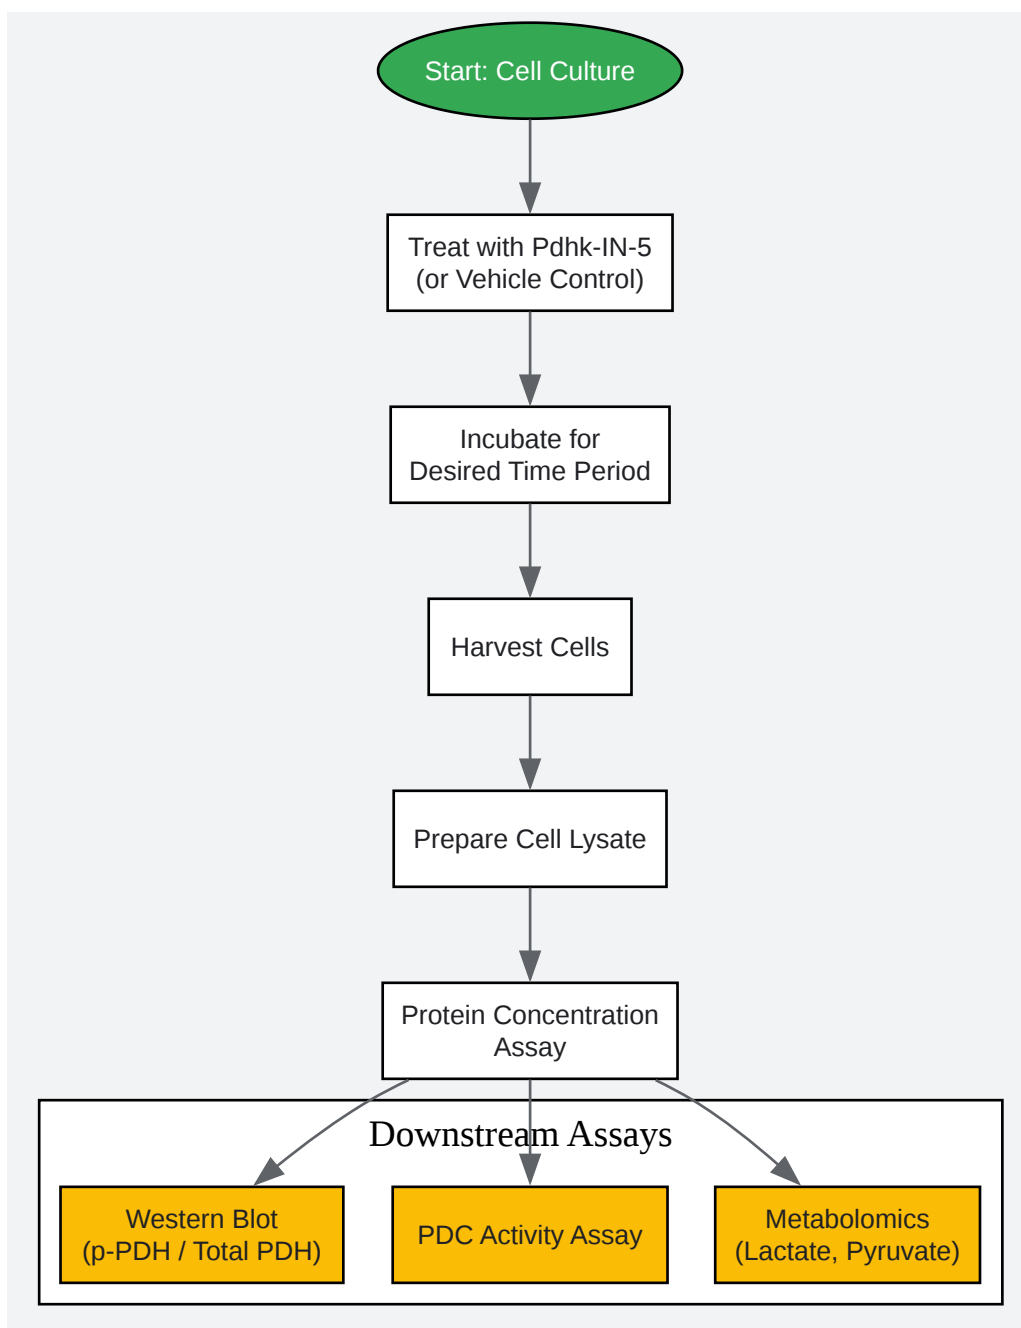 Start: Cell Culture
Treat with Pdhk-IN-5
(or Vehicle Control)
Incubate for
Desired Time Period
Harvest Cells
Prepare Cell Lysate
Protein Concentration
Assay
Downstream Assays
Western Blot
(p-PDH / Total PDH)
PDC Activity Assay
Metabolomics
(Lactate, Pyruvate)